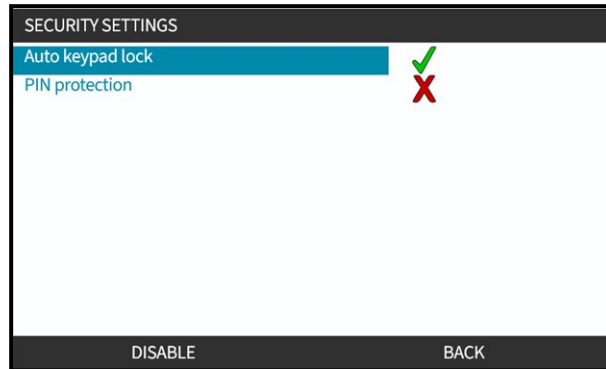 SECURITY SETTINGS
Auto keypad lock
PIN protection
DISABLE BACK